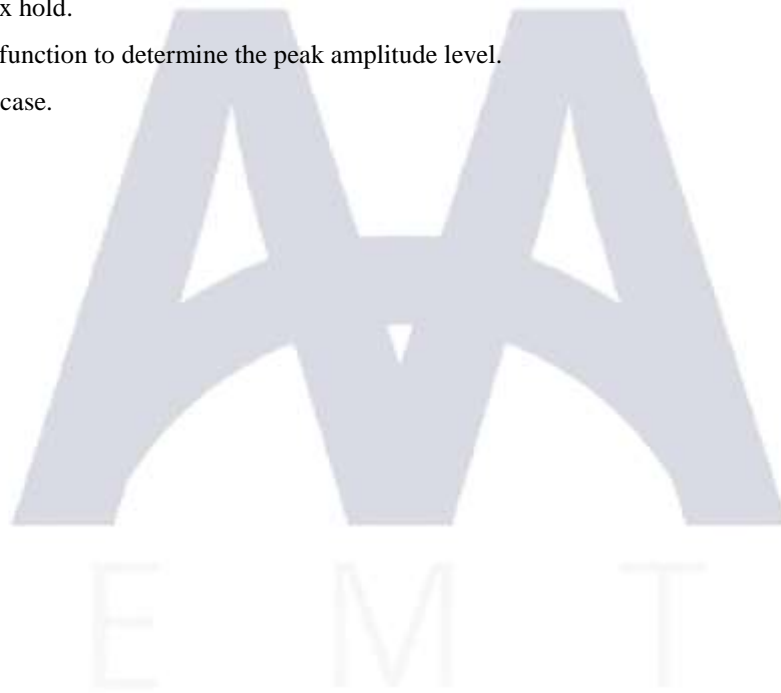 x hold.
function to determine the peak amplitude level.
case.
E M T